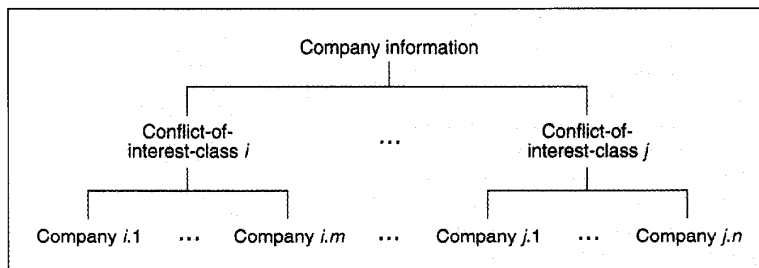 Company information
Conflict-of-
interest-class i
...
Conflict-of-
interest-class j
Company i.1 ... Company i.m ... Company j.1 ... Company j.n